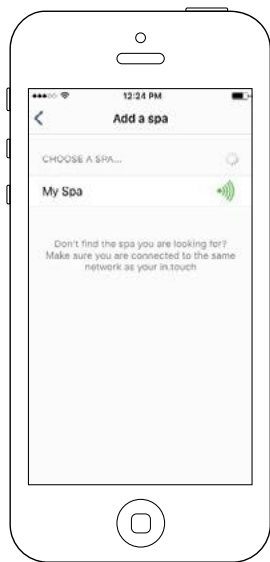 12:24 PM
Add a spa
CHOOSE A SPA...
My Spa
Don't find the spa you are looking for?
Make sure you are connected to the same
network as your in.touch